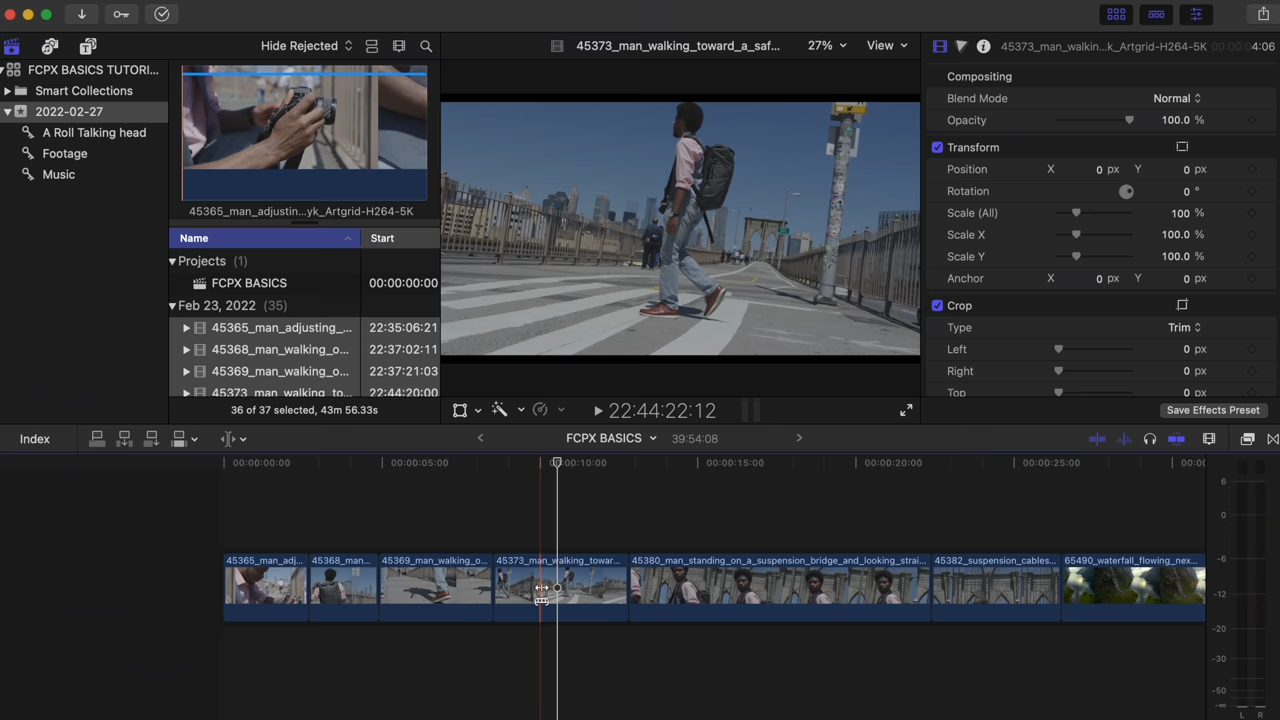 Hide Rejected
45373_man_walking_toward_a_saf...
27%
View
45373_man_walkin...k_Artgrid-H264-5K
4:06
FCPX BASICS TUTORI...
Smart Collections
2022-02-27
A Roll Talking head
Footage
Music
45365_man_adjustin...yk_Artgrid-H264-5K
Name
Start
Projects (1)
FCPX BASICS
00:00:00:00
Feb 23, 2022 (35)
45365_man_adjusting_...
22:35:06:21
45368_man_walking_o...
22:37:02:11
45369_man_walking_o...
22:37:21:03
45373_man_walking_to...
22:44:20:00
36 of 37 selected, 43m 56.33s
22:44:22:12
Compositing
Blend Mode
Normal
Opacity
100.0 %
Transform
Position
X
0 px
Y
0 px
Rotation
0 °
Scale (All)
100 %
Scale X
100.0 %
Scale Y
100.0 %
Anchor
X
0 px
Y
0 px
Crop
Type
Trim
Left
0 px
Right
0 px
Top
0 px
Save Effects Preset
Index
FCPX BASICS
39:54:08
00:00:00:00
00:00:05:00
00:00:10:00
00:00:15:00
00:00:20:00
00:00:25:00
45365_man_adj...
45368_man...
45369_man_walking_o...
45373_man_walking_towar...
45380_man_standing_on_a_suspension_bridge_and_looking_strai...
45382_suspension_cables...
65490_waterfall_flowing_nex...
6
0
-6
-12
-20
-30
-50
-∞
L
R